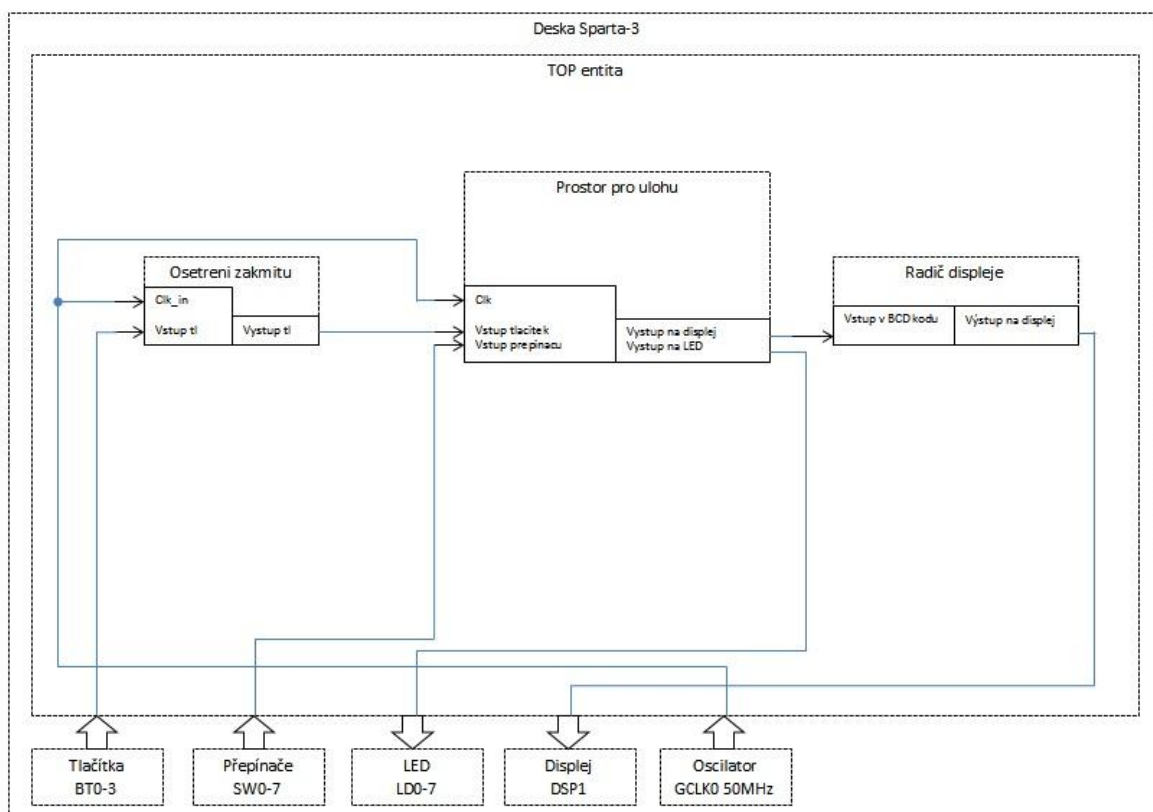 Deska Sparta-3
TOP entita
Prostor pro ulohu
Osetreni zakmitu
Radič displeje
Clk_in
Vstup tl
Vystup tl
Clk
Vstup tlacitek
Vstup prepinacu
Vystup na displej
Vystup na LED
Vstup v BCD kodu
Výstup na displej
Tlačítka
BT0-3
Přepínače
SW0-7
LED
LD0-7
Displej
DSP1
Oscilator
GCLK0 50MHz